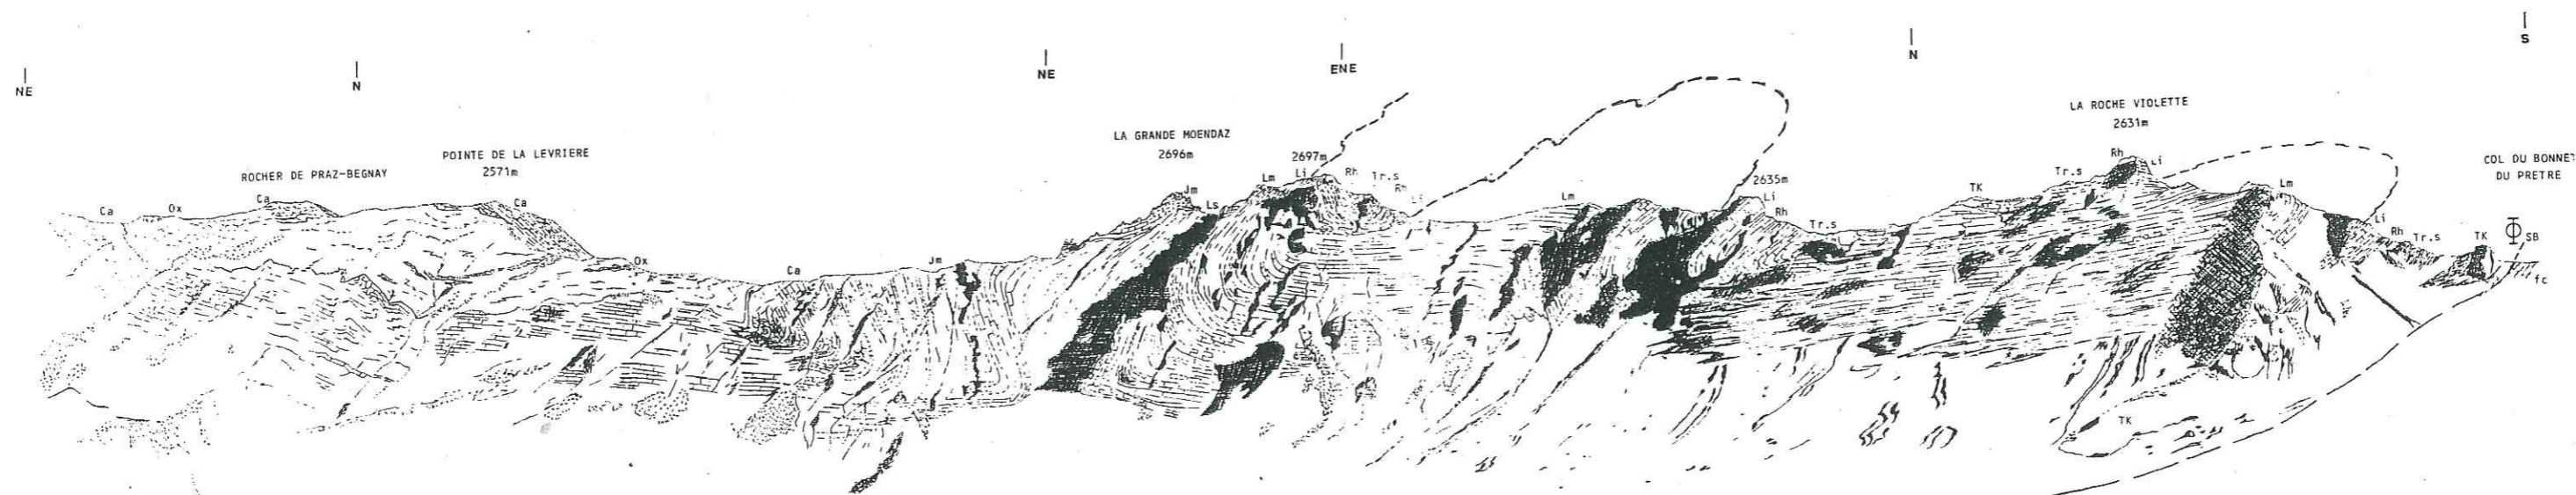 NE
N
NE
ENE
N
S
ROCHER DE PRAZ-BEGNAY
POINTE DE LA LEVRIERE
2571m
LA GRANDE MOENDAZ
2696m
2697m
2635m
LA ROCHE VIOLETTE
2631m
COL DU BONNET
DU PRETRE
Ca
Ox
Ca
Ca
Ox
Ca
Jm
Jm
Ls
Lm
Li
Rh
Tr.s
Rh
Li
Lm
Li
Rh
Tr.s
TK
Tr.s
Rh
Li
Lm
Li
Rh
Tr.s
TK
Φ SB
fc
TK